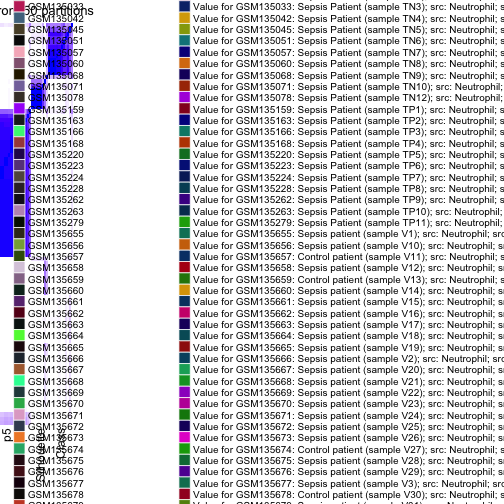 rom 50 partitions
GSM135033 Value for GSM135033: Sepsis Patient (sample TN3); src: Neutrophil; s
GSM135042 Value for GSM135042: Sepsis Patient (sample TN4); src: Neutrophil; s
GSM135045 Value for GSM135045: Sepsis Patient (sample TN5); src: Neutrophil; s
GSM135051 Value for GSM135051: Sepsis Patient (sample TN6); src: Neutrophil; s
GSM135057 Value for GSM135057: Sepsis Patient (sample TN7); src: Neutrophil; s
GSM135060 Value for GSM135060: Sepsis Patient (sample TN8); src: Neutrophil; s
GSM135068 Value for GSM135068: Sepsis Patient (sample TN9); src: Neutrophil; s
GSM135071 Value for GSM135071: Sepsis Patient (sample TN10); src: Neutrophil;
GSM135078 Value for GSM135078: Sepsis Patient (sample TN12); src: Neutrophil;
GSM135159 Value for GSM135159: Sepsis Patient (sample TP1); src: Neutrophil; s
GSM135163 Value for GSM135163: Sepsis Patient (sample TP2); src: Neutrophil; s
GSM135166 Value for GSM135166: Sepsis Patient (sample TP3); src: Neutrophil; s
GSM135168 Value for GSM135168: Sepsis Patient (sample TP4); src: Neutrophil; s
GSM135220 Value for GSM135220: Sepsis Patient (sample TP5); src: Neutrophil; s
GSM135223 Value for GSM135223: Sepsis Patient (sample TP6); src: Neutrophil; s
GSM135224 Value for GSM135224: Sepsis Patient (sample TP7); src: Neutrophil; s
GSM135228 Value for GSM135228: Sepsis Patient (sample TP8); src: Neutrophil; s
GSM135262 Value for GSM135262: Sepsis Patient (sample TP9); src: Neutrophil; s
GSM135263 Value for GSM135263: Sepsis Patient (sample TP10); src: Neutrophil;
GSM135279 Value for GSM135279: Sepsis Patient (sample TP11); src: Neutrophil;
GSM135655 Value for GSM135655: Sepsis patient (sample V1); src: Neutrophil; src
GSM135656 Value for GSM135656: Sepsis patient (sample V10); src: Neutrophil; s
GSM135657 Value for GSM135657: Control patient (sample V11); src: Neutrophil; s
GSM135658 Value for GSM135658: Sepsis patient (sample V12); src: Neutrophil; s
GSM135659 Value for GSM135659: Control patient (sample V13); src: Neutrophil; s
GSM135660 Value for GSM135660: Sepsis patient (sample V14); src: Neutrophil; s
GSM135661 Value for GSM135661: Sepsis patient (sample V15); src: Neutrophil; s
GSM135662 Value for GSM135662: Sepsis patient (sample V16); src: Neutrophil; s
GSM135663 Value for GSM135663: Sepsis patient (sample V17); src: Neutrophil; s
GSM135664 Value for GSM135664: Sepsis patient (sample V18); src: Neutrophil; s
GSM135665 Value for GSM135665: Sepsis patient (sample V19); src: Neutrophil; s
GSM135666 Value for GSM135666: Sepsis patient (sample V2); src: Neutrophil; src
GSM135667 Value for GSM135667: Sepsis patient (sample V20); src: Neutrophil; s
GSM135668 Value for GSM135668: Sepsis patient (sample V21); src: Neutrophil; s
GSM135669 Value for GSM135669: Sepsis patient (sample V22); src: Neutrophil; s
GSM135670 Value for GSM135670: Sepsis patient (sample V23); src: Neutrophil; s
GSM135671 Value for GSM135671: Sepsis patient (sample V24); src: Neutrophil; s
GSM135672 Value for GSM135672: Sepsis patient (sample V25); src: Neutrophil; s
GSM135673 Value for GSM135673: Sepsis patient (sample V26); src: Neutrophil; s
GSM135674 Value for GSM135674: Control patient (sample V27); src: Neutrophil; s
GSM135675 Value for GSM135675: Sepsis patient (sample V28); src: Neutrophil; s
GSM135676 Value for GSM135676: Sepsis patient (sample V29); src: Neutrophil; s
GSM135677 Value for GSM135677: Sepsis patient (sample V3); src: Neutrophil; src
GSM135678 Value for GSM135678: Control patient (sample V30); src: Neutrophil; s
p5